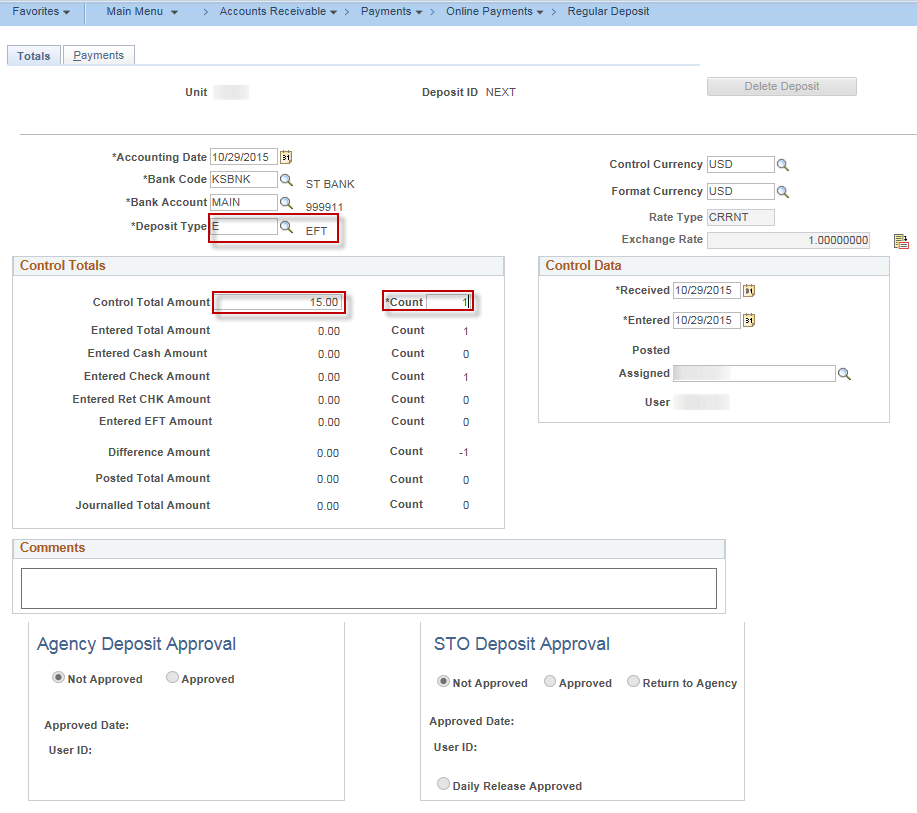 Favorites Main Menu > Accounts Receivable > Payments > Online Payments > Regular Deposit
Totals Payments
Unit Deposit ID NEXT Delete Deposit
*Accounting Date 10/29/2015 31
*Bank Code KSBNK ST BANK
*Bank Account MAIN 999911
*Deposit Type E EFT
Control Currency USD
Format Currency USD
Rate Type CRRNT
Exchange Rate 1.00000000
Control Totals
Control Total Amount 15.00 *Count 1
Entered Total Amount 0.00 Count 1
Entered Cash Amount 0.00 Count 0
Entered Check Amount 0.00 Count 1
Entered Ret CHK Amount 0.00 Count 0
Entered EFT Amount 0.00 Count 0
Difference Amount 0.00 Count -1
Posted Total Amount 0.00 Count 0
Journalled Total Amount 0.00 Count 0
Control Data
*Received 10/29/2015 31
*Entered 10/29/2015 31
Posted
Assigned
User
Comments
Agency Deposit Approval
Not Approved Approved
Approved Date:
User ID:
STO Deposit Approval
Not Approved Approved Return to Agency
Approved Date:
User ID:
Daily Release Approved